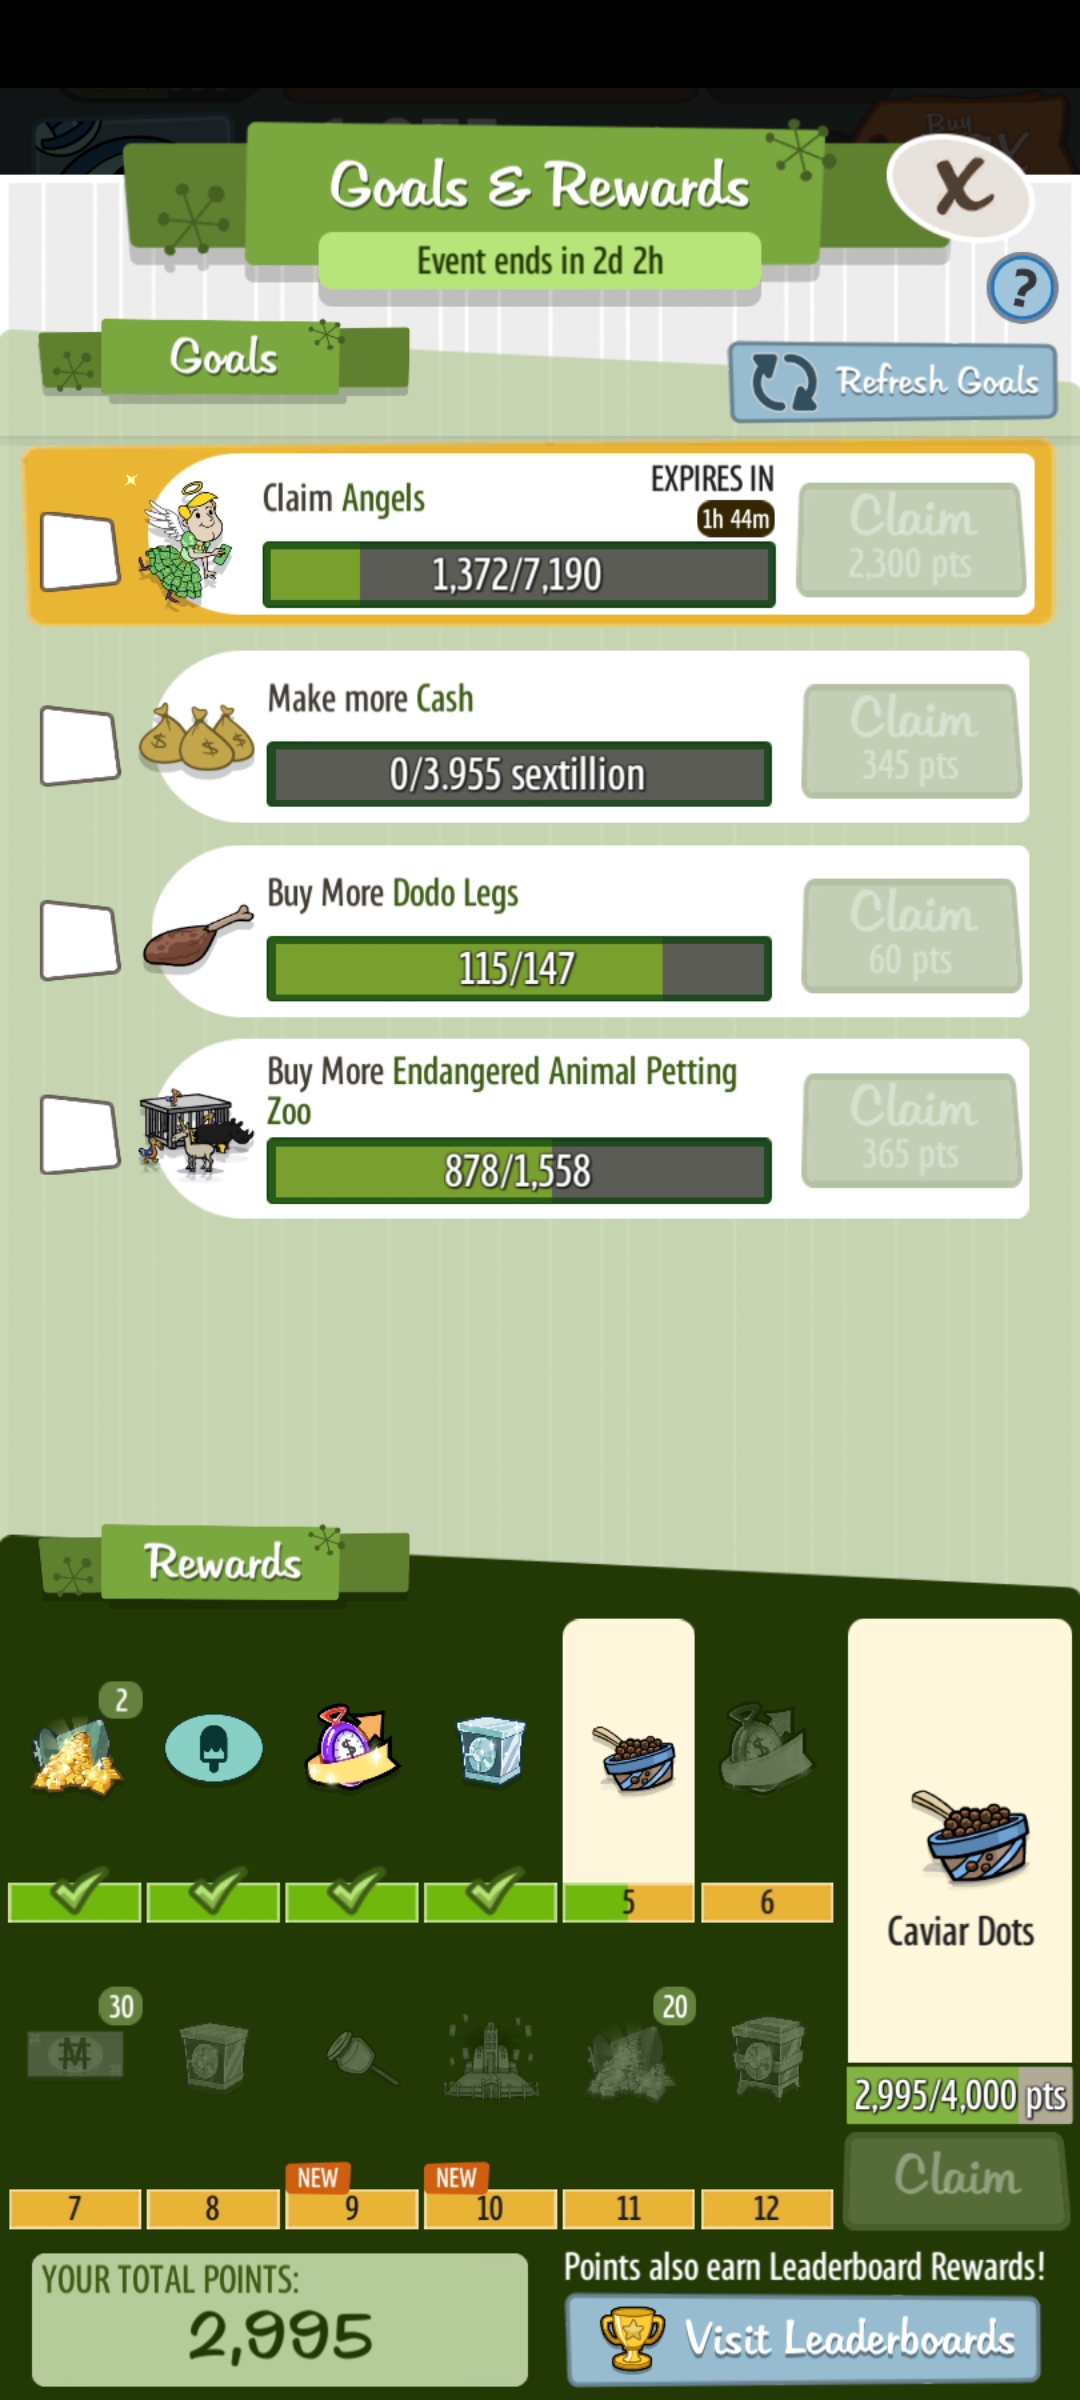 Buy
Goals & Rewards
X
Event ends in 2d 2h
?
Goals
Refresh Goals
Claim Angels
EXPIRES IN
1h 44m
1,372/7,190
Claim
2,300 pts
Make more Cash
0/3.955 sextillion
Claim
345 pts
Buy More Dodo Legs
115/147
Claim
60 pts
Buy More Endangered Animal Petting
Zoo
878/1,558
Claim
365 pts
Rewards
2
5
6
Caviar Dots
30
20
2,995/4,000 pts
NEW
NEW
7
8
9
10
11
12
Claim
YOUR TOTAL POINTS:
2,995
Points also earn Leaderboard Rewards!
Visit Leaderboards